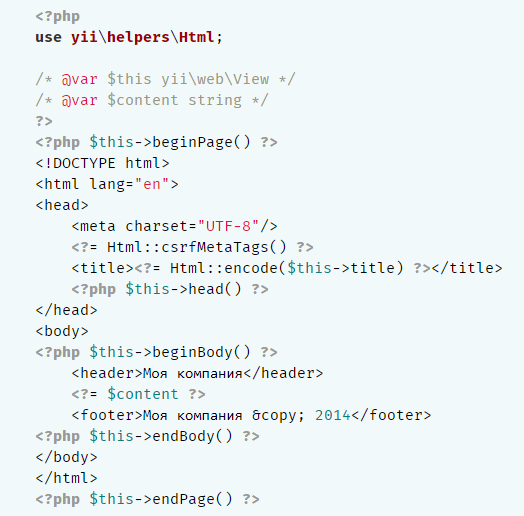 <?php
use yii\helpers\Html;

/* @var $this yii\web\View */
/* @var $content string */
?>
<?php $this->beginPage() ?>
<!DOCTYPE html>
<html lang="en">
<head>
    <meta charset="UTF-8"/>
    <?= Html::csrfMetaTags() ?>
    <title><?= Html::encode($this->title) ?></title>
    <?php $this->head() ?>
</head>
<body>
<?php $this->beginBody() ?>
    <header>Моя компания</header>
    <?= $content ?>
    <footer>Моя компания &copy; 2014</footer>
<?php $this->endBody() ?>
</body>
</html>
<?php $this->endPage() ?>